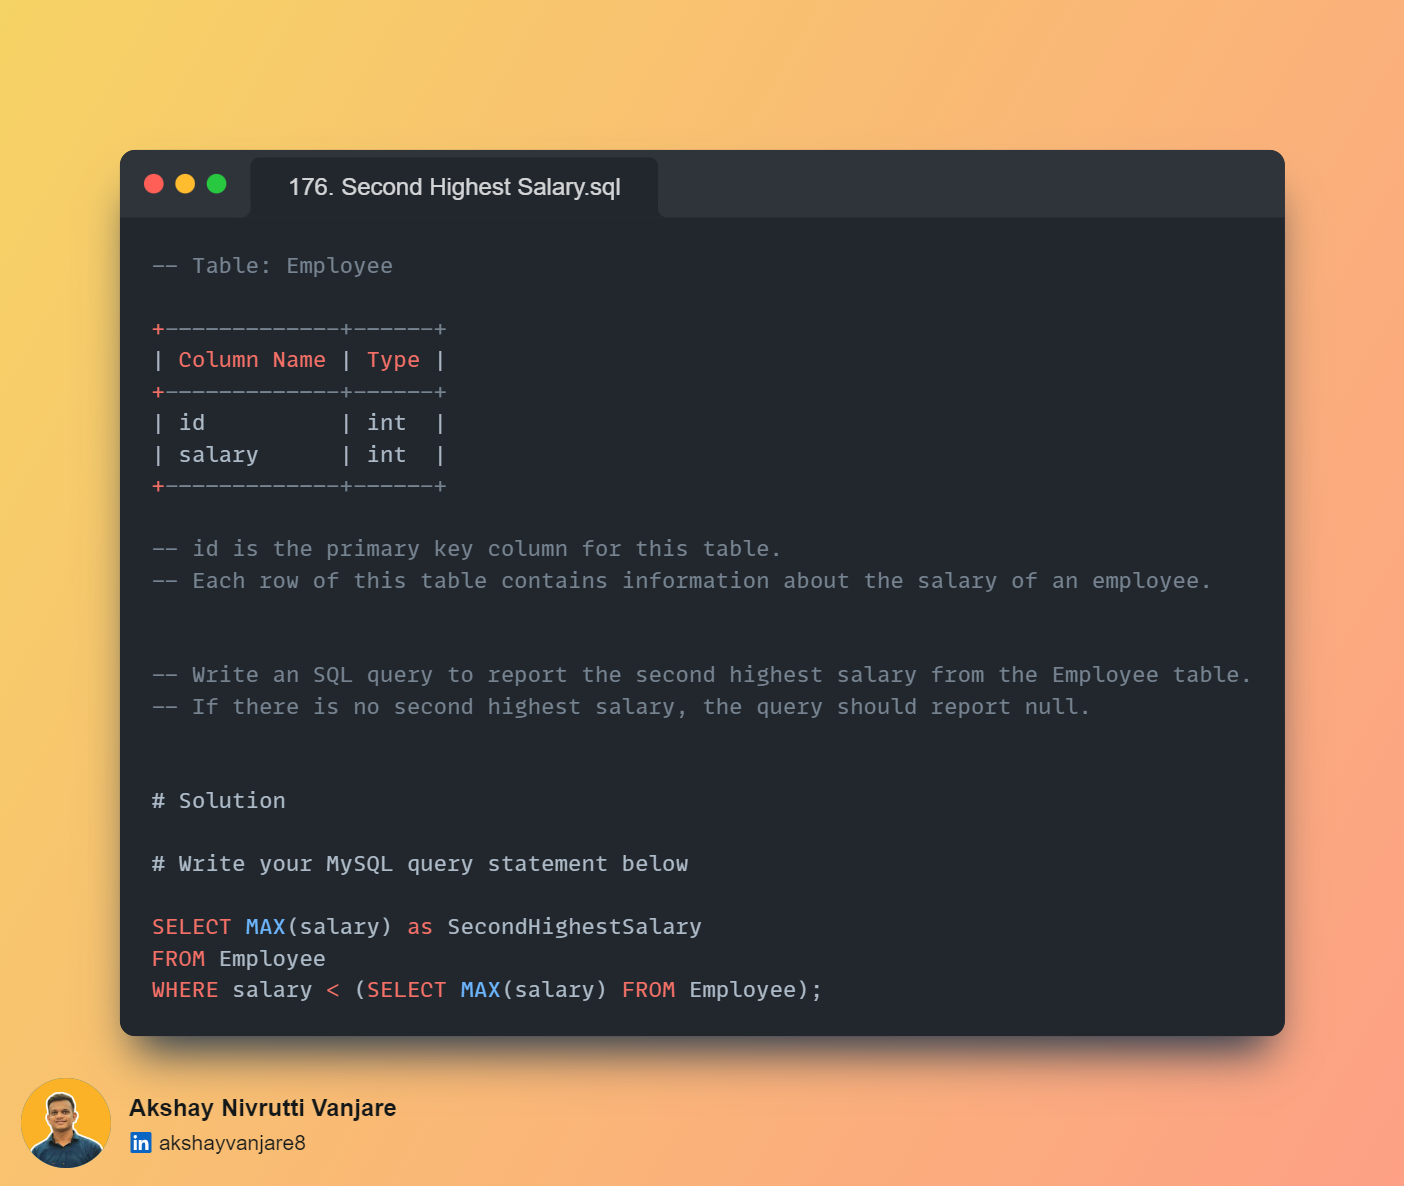 176. Second Highest Salary.sql
-- Table: Employee
+-------------+------+
| Column Name | Type |
+-------------+------+
| id          | int  |
| salary      | int  |
+-------------+------+
-- id is the primary key column for this table.
-- Each row of this table contains information about the salary of an employee.
-- Write an SQL query to report the second highest salary from the Employee table.
-- If there is no second highest salary, the query should report null.
# Solution
# Write your MySQL query statement below
SELECT MAX(salary) as SecondHighestSalary
FROM Employee
WHERE salary < (SELECT MAX(salary) FROM Employee);
Akshay Nivrutti Vanjare
in akshayvanjare8